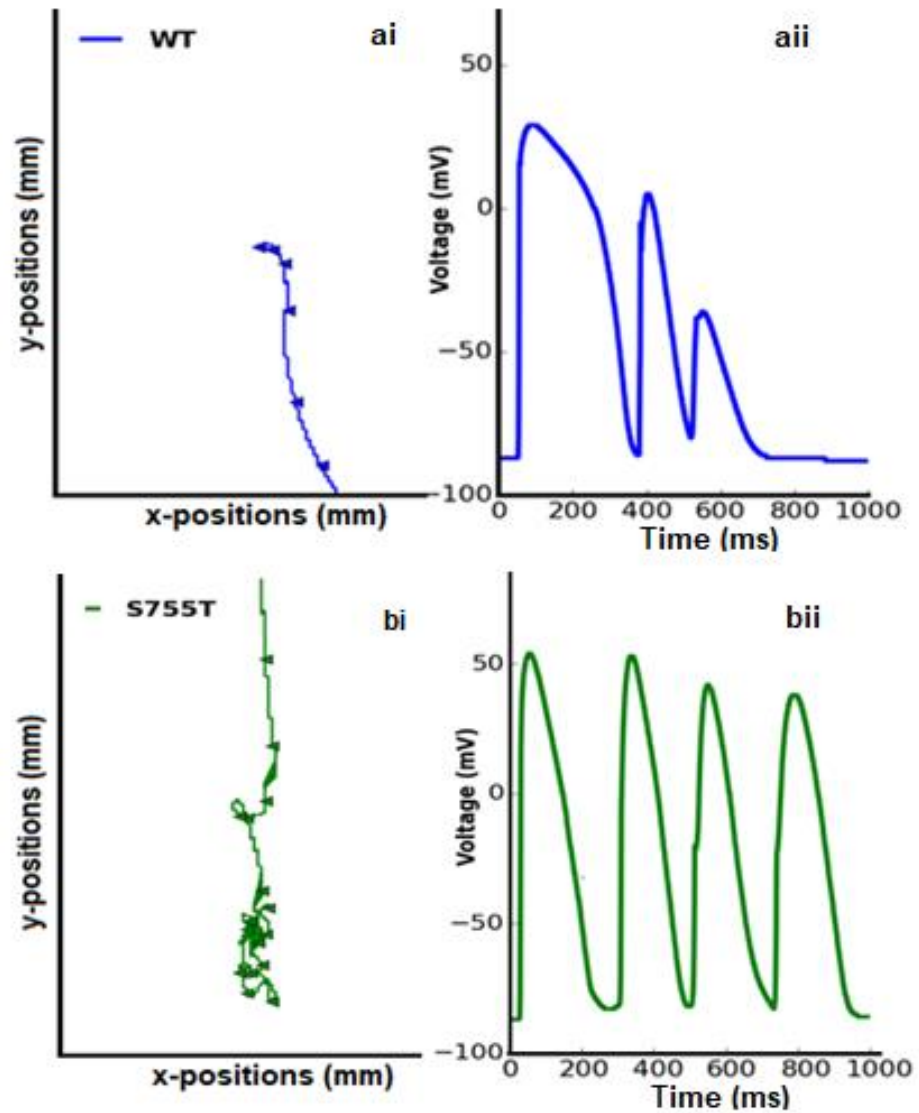 WT
ai
y-positions (mm)
x-positions (mm)
aii
Voltage (mV)
50
0
−50
−100
0 200 400 600 800 1000
Time (ms)
S755T
bi
y-positions (mm)
x-positions (mm)
bii
Voltage (mV)
50
0
−50
−100
0 200 400 600 800 1000
Time (ms)